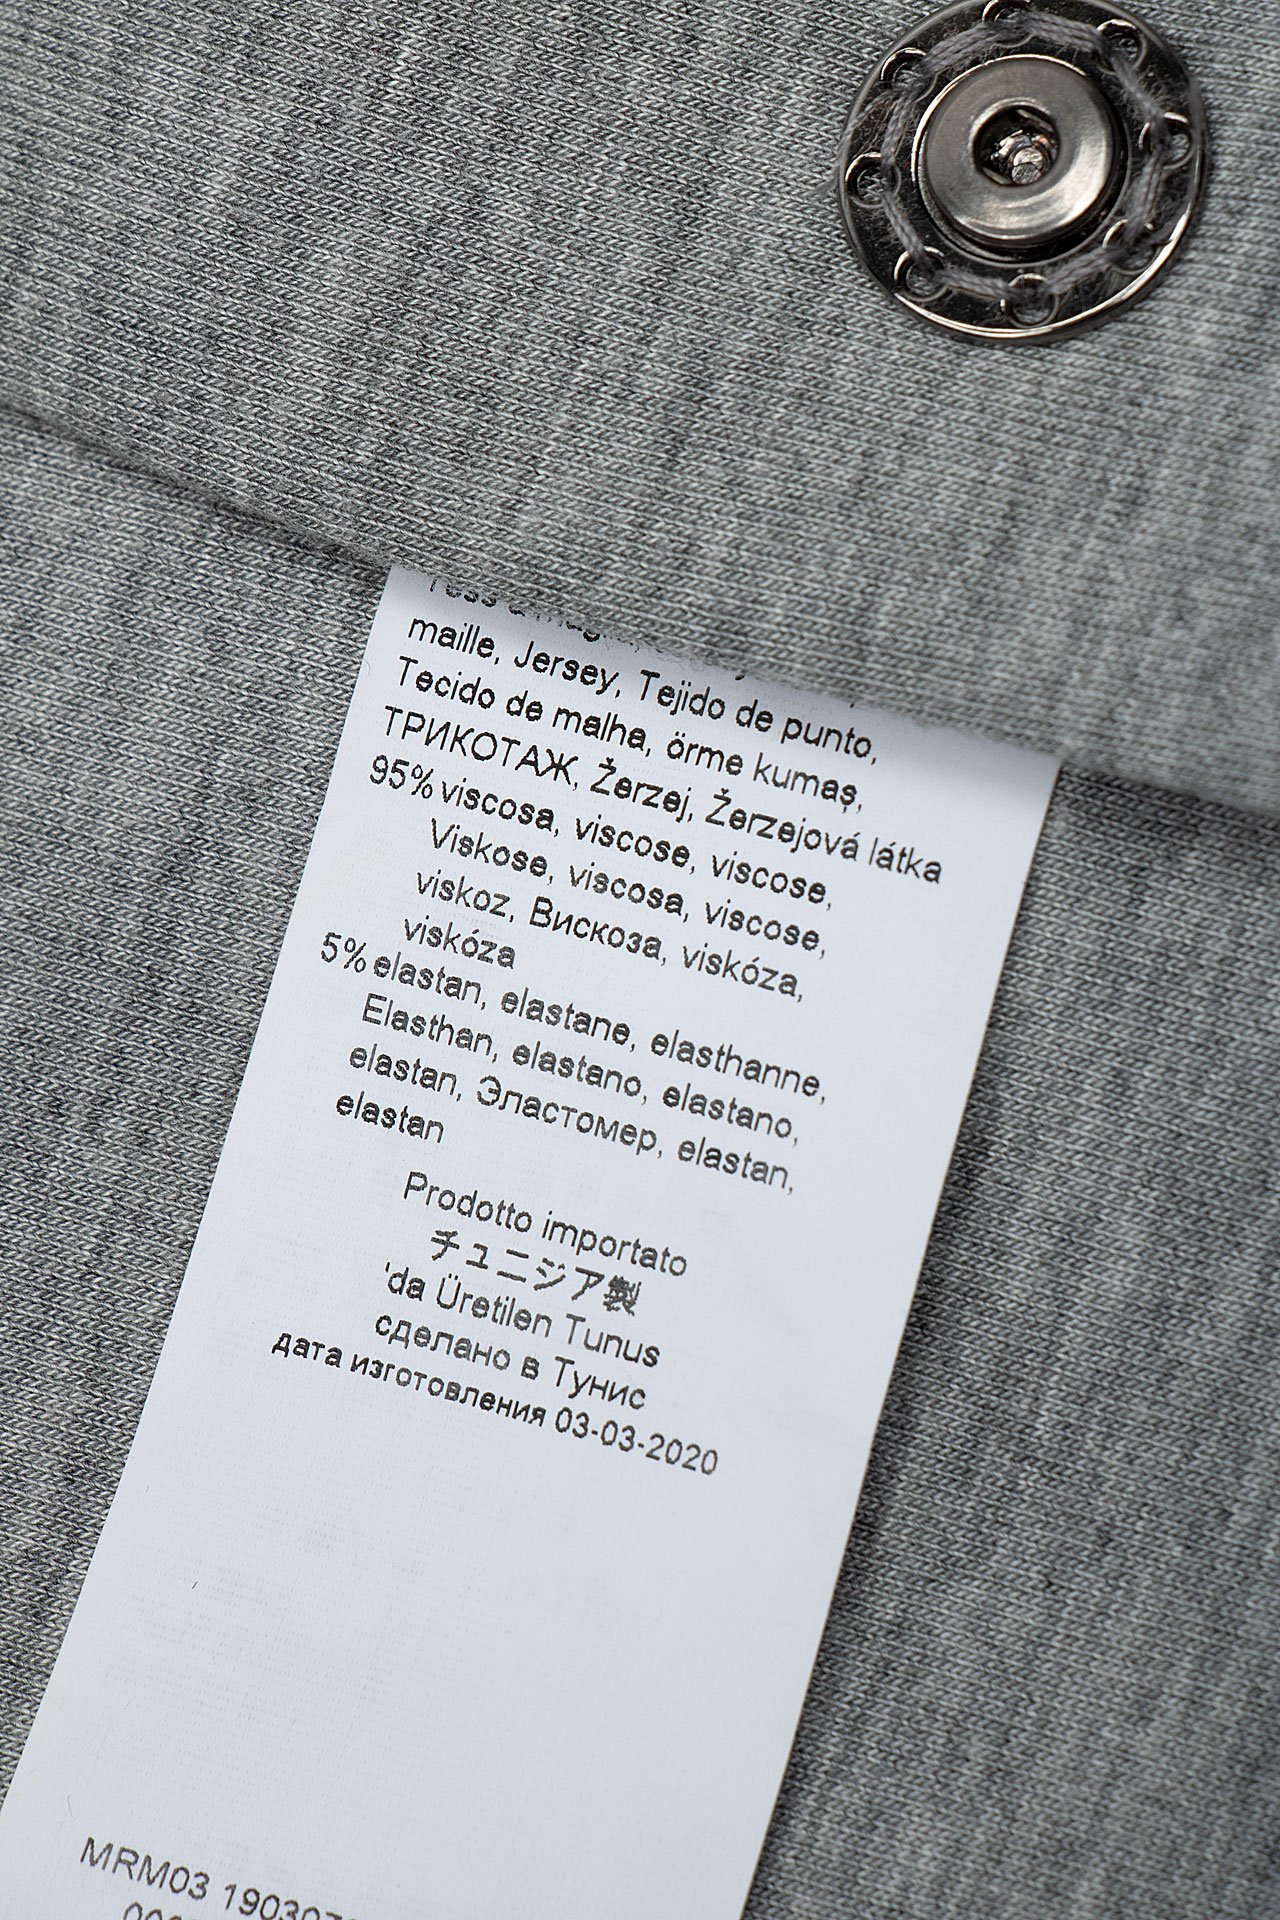 maille, Jersey, Tejido de punto,
Tecido de malha, örme kumaş,
ТРИКОТАЖ, Žerzej, Žerzejová látka
95% viscosa, viscose, viscose,
Viskose, viscosa, viscose,
viskoz, Вискоза, viskóza,
viskóza
5% elastan, elastane, elasthanne,
Elasthan, elastano, elastano,
elastan, Эластомер, elastan,
elastan
Prodotto importato
チュニジア製
'da Üretilen Tunus
сделано в Тунис
дата изготовления 03-03-2020
MRM03